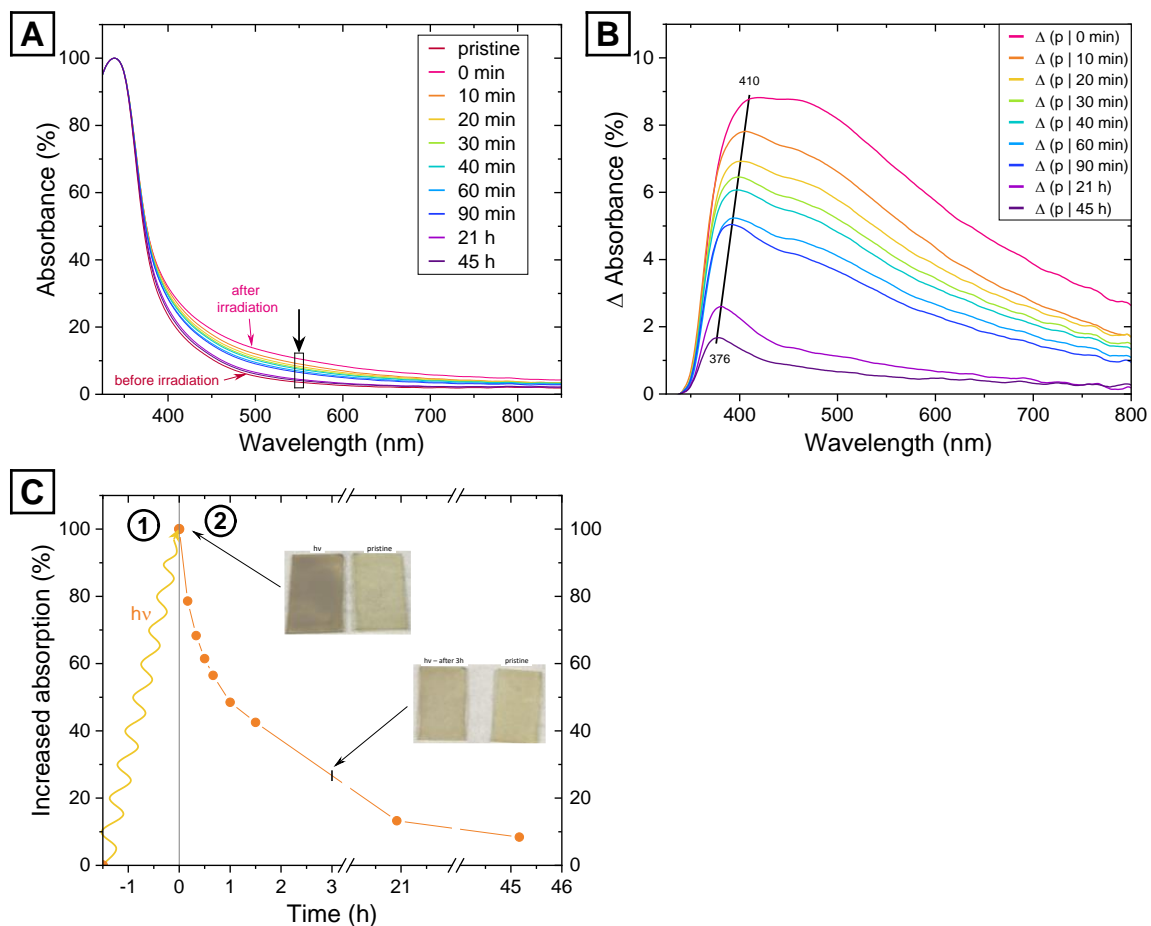 A
Absorbance (%)
100
80
60
40
20
0
400
500
600
700
800
Wavelength (nm)
pristine
0 min
10 min
20 min
30 min
40 min
60 min
90 min
21 h
45 h
after
irradiation
before irradiation
B
Δ Absorbance (%)
10
8
6
4
2
0
400
500
600
700
800
Wavelength (nm)
410
376
Δ (p | 0 min)
Δ (p | 10 min)
Δ (p | 20 min)
Δ (p | 30 min)
Δ (p | 40 min)
Δ (p | 60 min)
Δ (p | 90 min)
Δ (p | 21 h)
Δ (p | 45 h)
C
Increased absorption (%)
100
80
60
40
20
0
1
2
hν
hν
pristine
hν – after 3h
pristine
100
80
60
40
20
0
-1
0
1
2
3
21
45
46
Time (h)